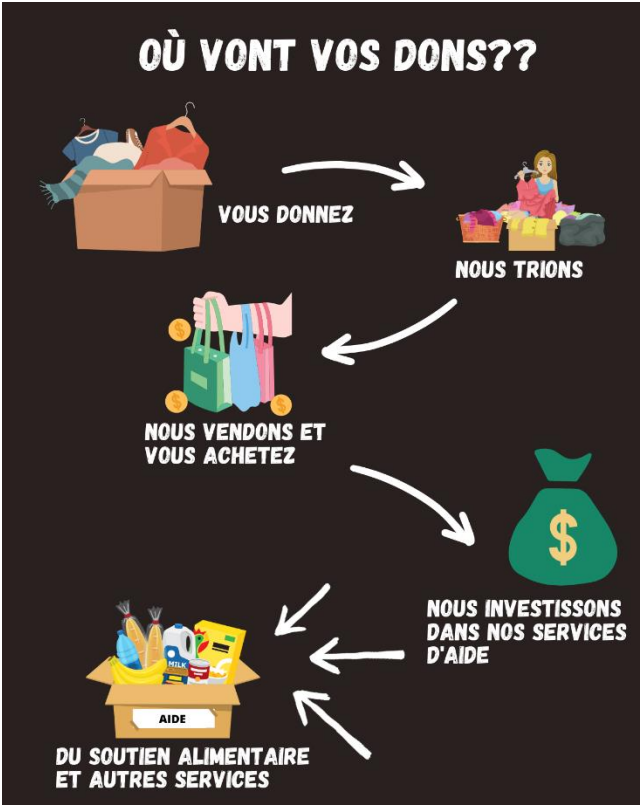 OÙ VONT VOS DONS??
VOUS DONNEZ
NOUS TRIONS
$
$
$
NOUS VENDONS ET
VOUS ACHETEZ
$
NOUS INVESTISSONS
DANS NOS SERVICES
D'AIDE
MILK
AIDE
DU SOUTIEN ALIMENTAIRE
ET AUTRES SERVICES